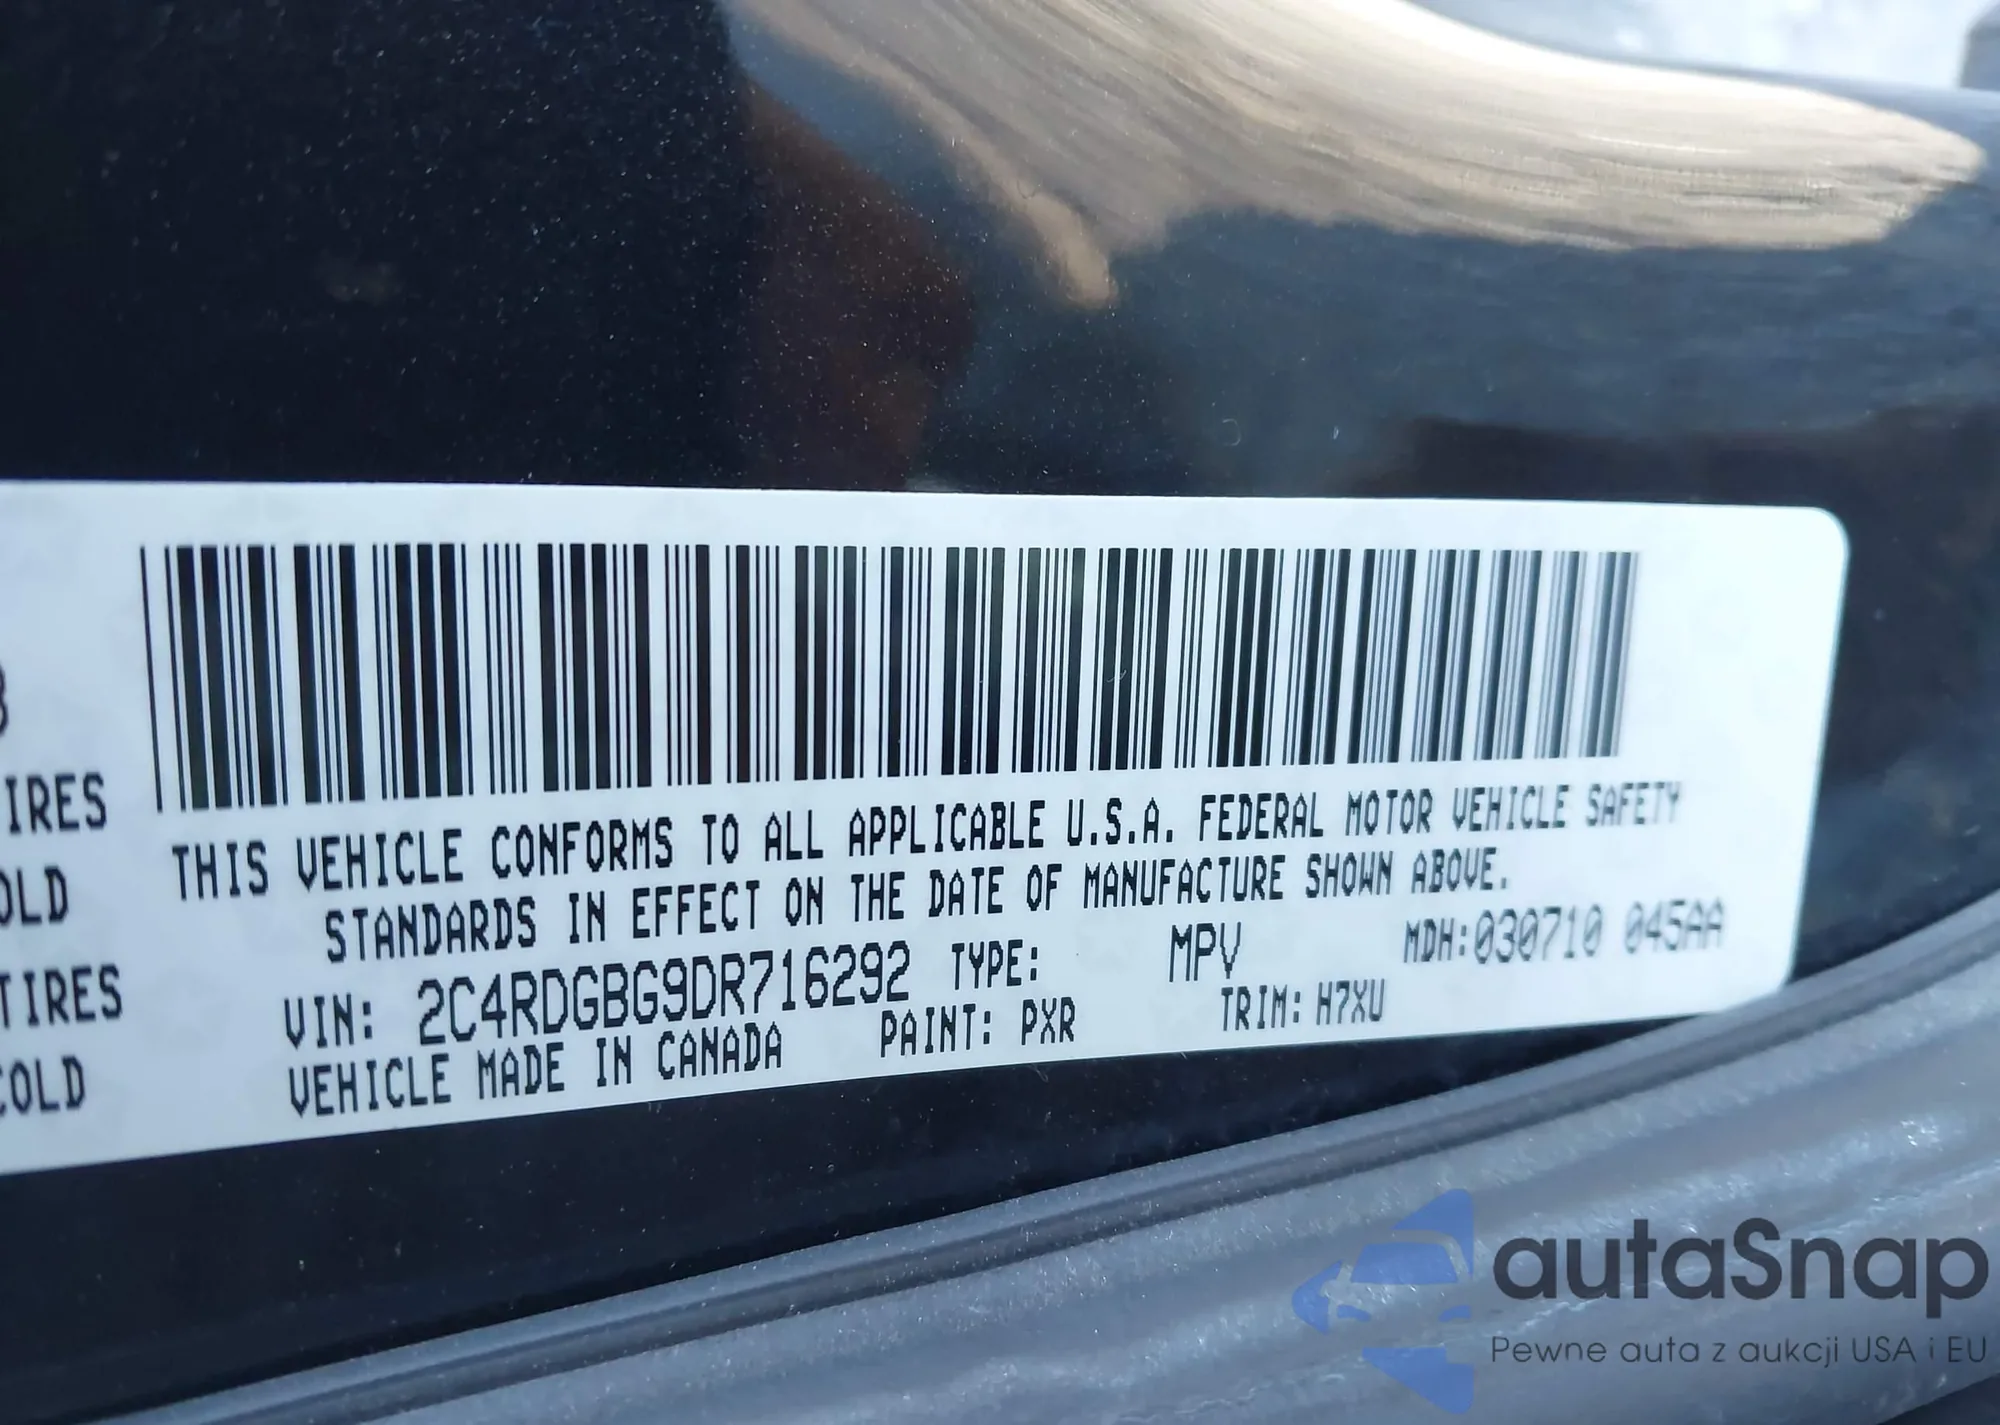 IRES
OLD
TIRES
COLD
THIS VEHICLE CONFORMS TO ALL APPLICABLE U.S.A. FEDERAL MOTOR VEHICLE SAFETY
STANDARDS IN EFFECT ON THE DATE OF MANUFACTURE SHOWN ABOVE.
VIN: 2C4RDGBG9DR716292 TYPE: MPV MDH:030710 045AA
VEHICLE MADE IN CANADA PAINT: PXR TRIM: H7XU
autaSnap
Pewne auta z aukcji USA i EU